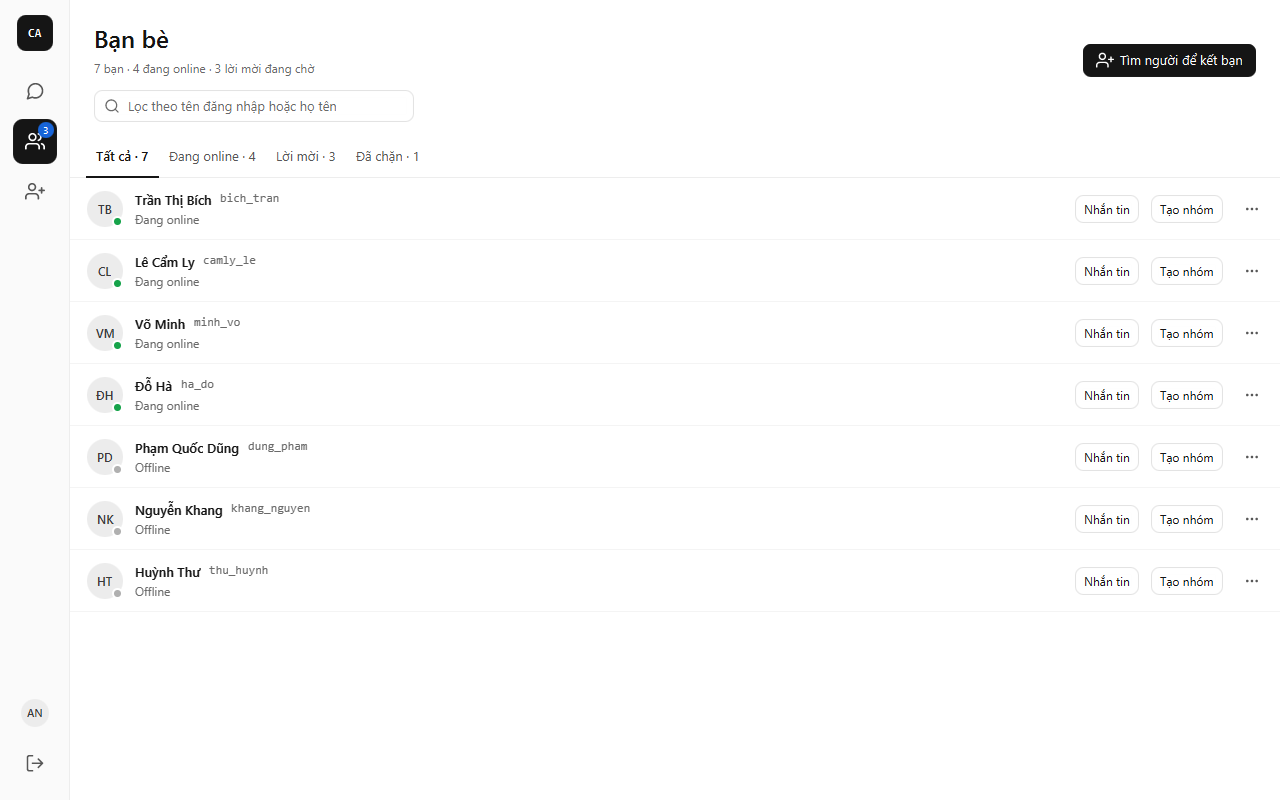 CA
3
AN
Bạn bè
7 bạn · 4 đang online · 3 lời mời đang chờ
Tìm người để kết bạn
Lọc theo tên đăng nhập hoặc họ tên
Tất cả · 7 Đang online · 4 Lời mời · 3 Đã chặn · 1
TB Trần Thị Bích bich_tran Nhắn tin Tạo nhóm
Đang online
CL Lê Cẩm Ly camly_le Nhắn tin Tạo nhóm
Đang online
VM Võ Minh minh_vo Nhắn tin Tạo nhóm
Đang online
ĐH Đỗ Hà ha_do Nhắn tin Tạo nhóm
Đang online
PD Phạm Quốc Dũng dung_pham Nhắn tin Tạo nhóm
Offline
NK Nguyễn Khang khang_nguyen Nhắn tin Tạo nhóm
Offline
HT Huỳnh Thư thu_huynh Nhắn tin Tạo nhóm
Offline